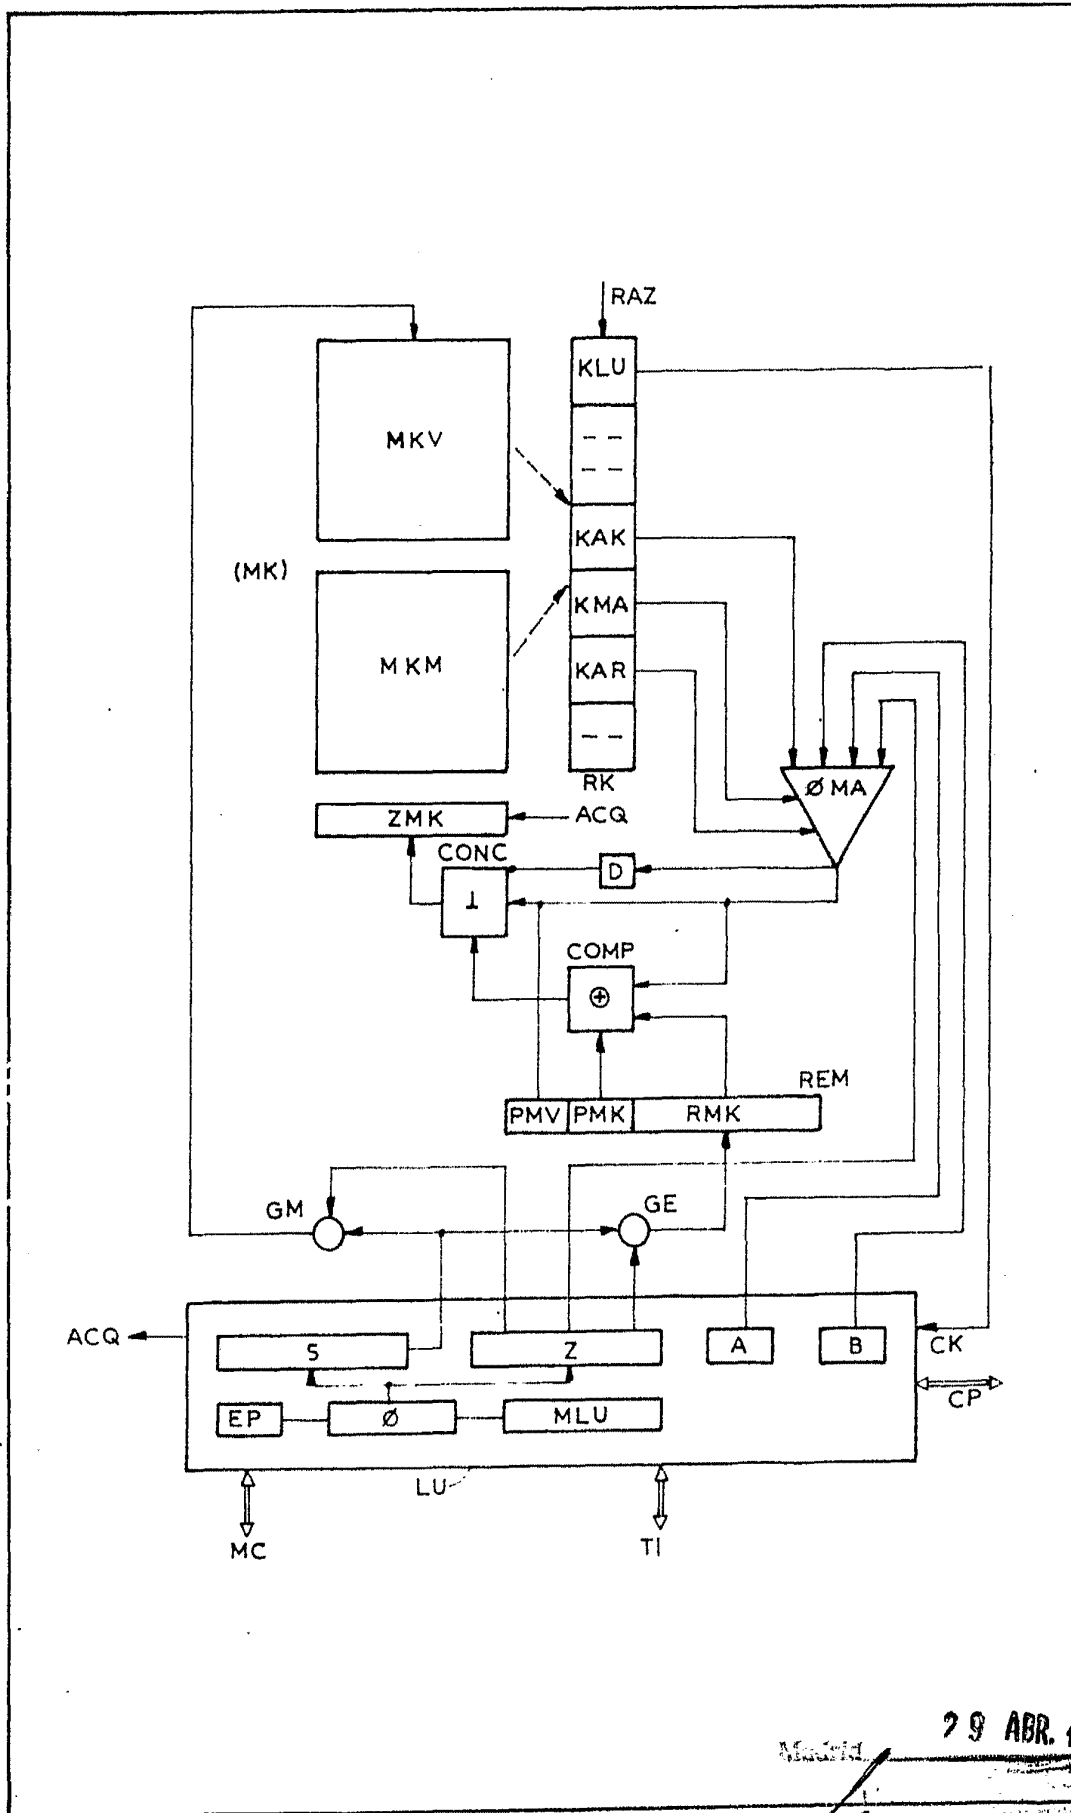 RAZ
KLU
MKV
— —
— —
KAK
(MK)
KMA
MKM
KAR
— —
ØMA
RK
ZMK
ACQ
CONC
D
⊥
COMP
⊕
REM
PMV PMK RMK
GM
GE
ACQ
S
Z
A
B
CK
CP
EP
Ø
MLU
LU
MC
TI
29 ABR.
Madrid